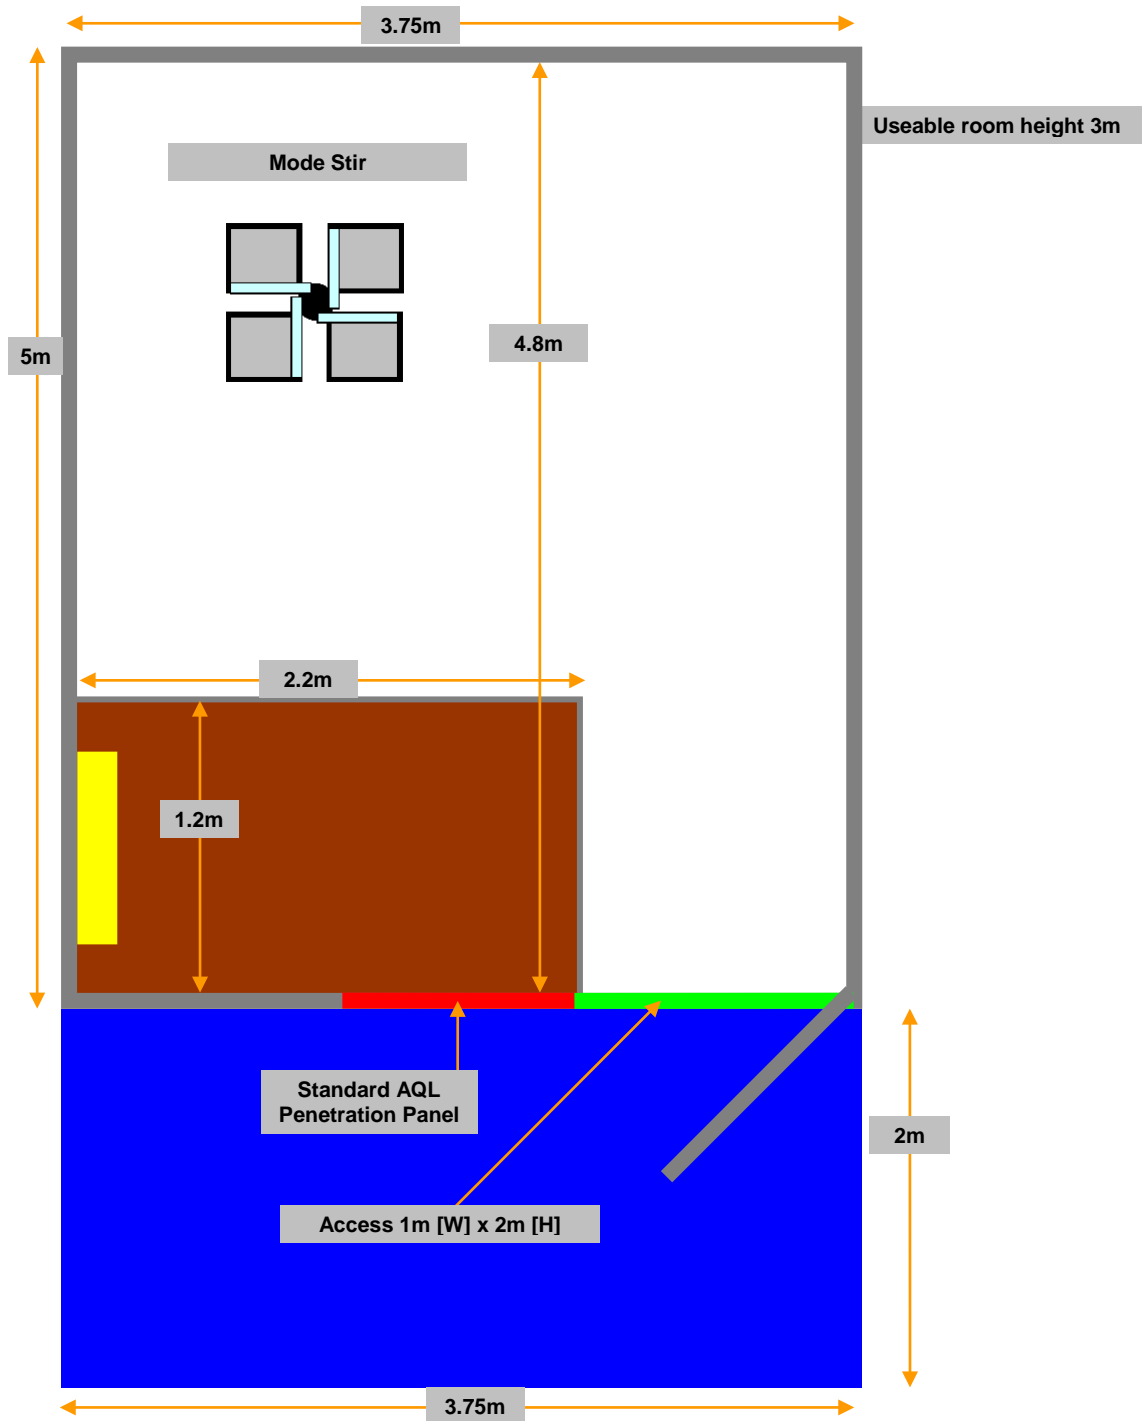 3.75m
Useable room height 3m
Mode Stir
5m
4.8m
2.2m
1.2m
Standard AQL
Penetration Panel
2m
Access 1m [W] x 2m [H]
3.75m